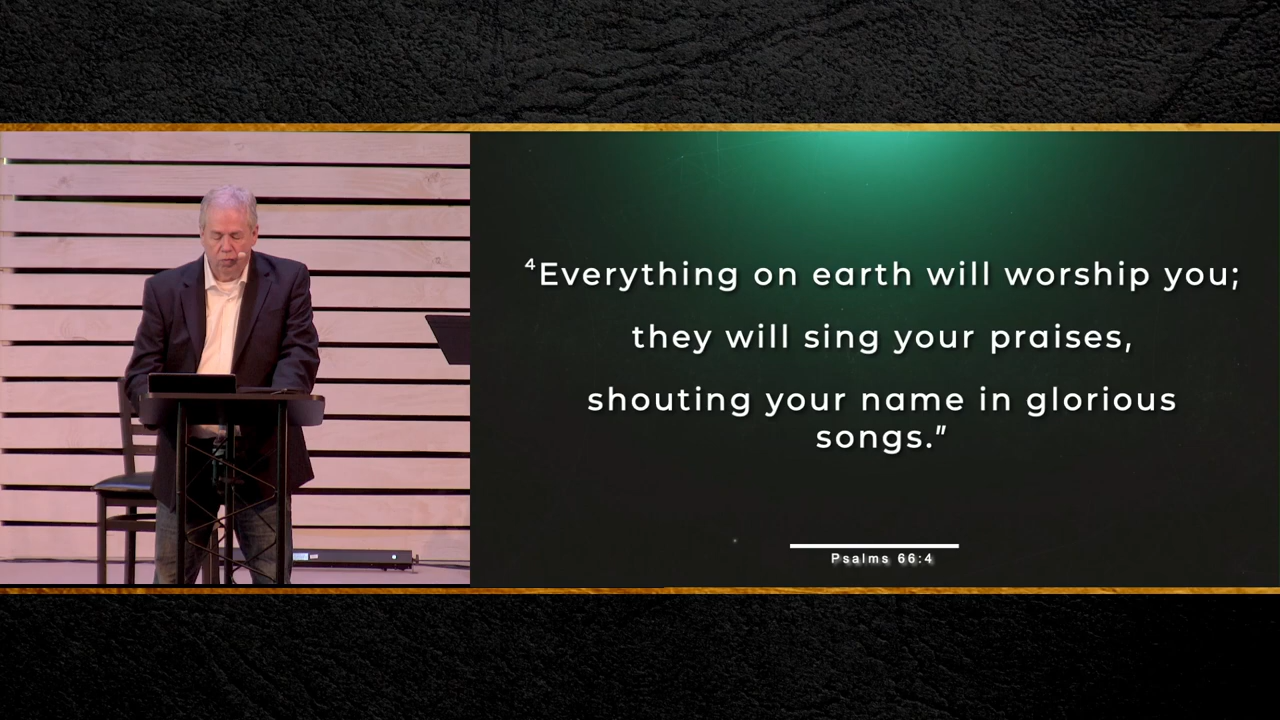 ⁴Everything on earth will worship you;
they will sing your praises,
shouting your name in glorious
songs.”
Psalms 66:4